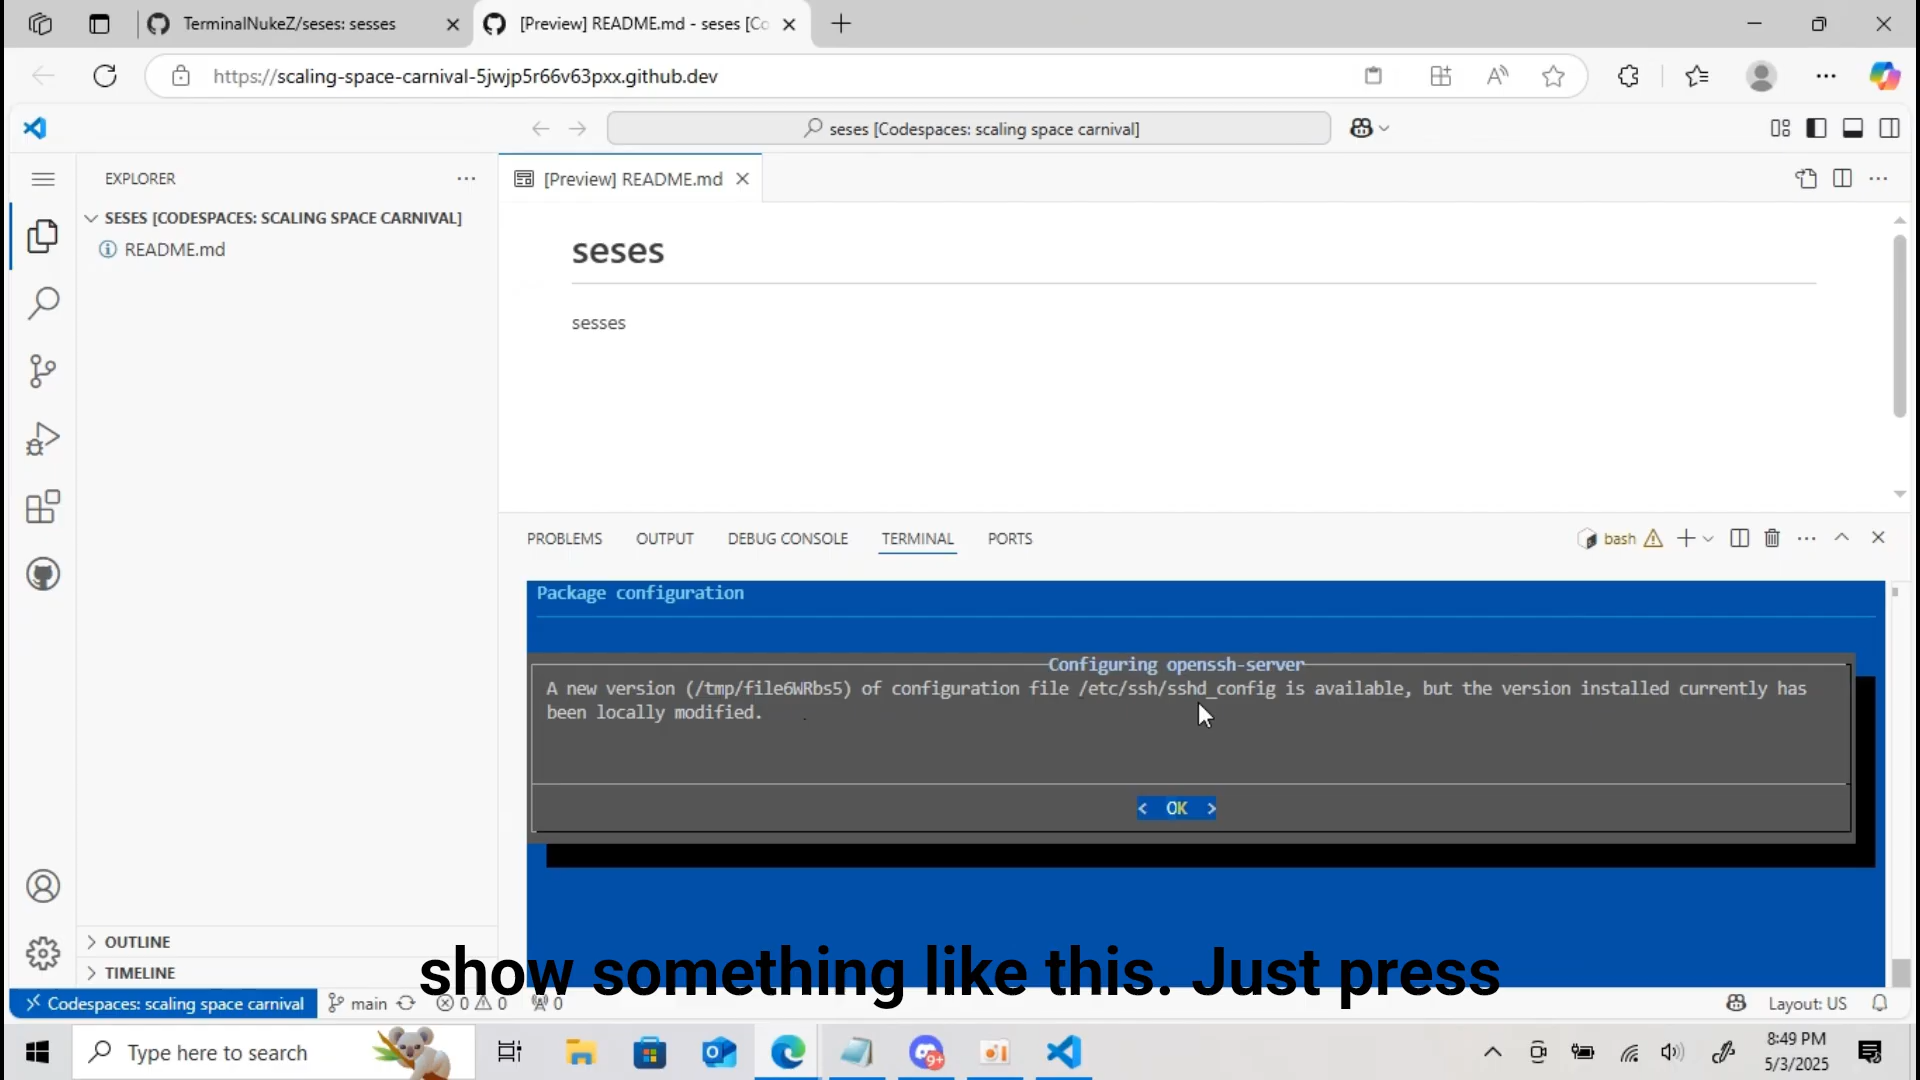 TerminalNukeZ/seses: sesses
[Preview] README.md - seses [Co
https://scaling-space-carnival-5jwjp5r66v63pxx.github.dev
seses [Codespaces: scaling space carnival]
EXPLORER
[Preview] README.md
SESES [CODESPACES: SCALING SPACE CARNIVAL]
README.md
seses
sesses
PROBLEMS OUTPUT DEBUG CONSOLE TERMINAL PORTS
bash
Package configuration
Configuring openssh-server
A new version (/tmp/file6WRbs5) of configuration file /etc/ssh/sshd_config is available, but the version installed currently has
been locally modified.
< OK >
OUTLINE
TIMELINE
show something like this. Just press
Codespaces: scaling space carnival main 0 0 0 Layout: US
Type here to search
9+
8:49 PM
5/3/2025